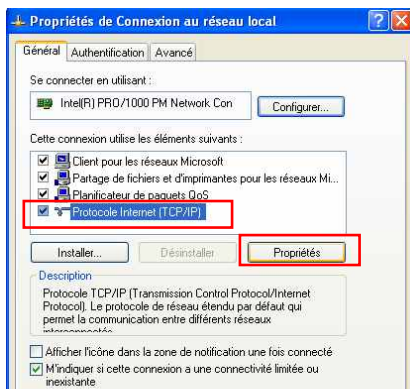 Propriétés de Connexion au réseau local
Général Authentification Avancé
Se connecter en utilisant :
Intel(R) PRO/1000 PM Network Con Configurer...
Cette connexion utilise les éléments suivants :
Client pour les réseaux Microsoft
Partage de fichiers et d'imprimantes pour les réseaux Mi...
Planificateur de paquets QoS
Protocole Internet (TCP/IP)
Installer... Désinstaller Propriétés
Description
Protocole TCP/IP (Transmission Control Protocol/Internet
Protocol). Le protocole de réseau étendu par défaut qui
permet la communication entre différents réseaux
interconnectés
Afficher l'icône dans la zone de notification une fois connecté
M'indiquer si cette connexion a une connectivité limitée ou
inexistante